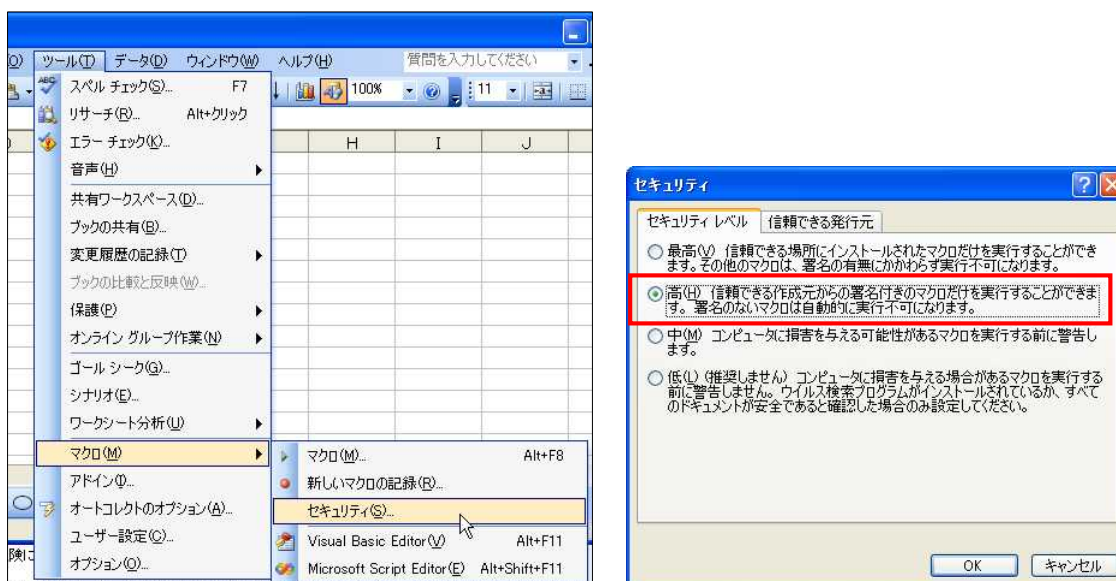 ツール(T) データ(D) ウィンドウ(W) ヘルプ(H) 質問を入力してください
スペル チェック(S)... F7
100% 11
リサーチ(R)... Alt+クリック
エラー チェック(K)...
H I J
音声(H)
共有ワークスペース(D)...
ブックの共有(B)...
変更履歴の記録(T)
ブックの比較と反映(W)...
保護(P)
オンライン グループ作業(N)
ゴール シーク(G)...
シナリオ(E)...
ワークシート分析(U)
マクロ(M)
アドイン(I)...
オートコレクトのオプション(A)...
ユーザー設定(C)...
オプション(O)...
マクロ(M)... Alt+F8
新しいマクロの記録(R)...
セキュリティ(S)...
Visual Basic Editor(V) Alt+F11
Microsoft Script Editor(E) Alt+Shift+F11
セキュリティ
セキュリティ レベル 信頼できる発行元
最高(V) 信頼できる場所にインストールされたマクロだけを実行することができ
ます。その他のマクロは、署名の有無にかかわらず実行不可になります。
高(H) 信頼できる作成元からの署名付きのマクロだけを実行することができま
す。署名のないマクロは自動的に実行不可になります。
中(M) コンピュータに損害を与える可能性があるマクロを実行する前に警告し
ます。
低(L) (推奨しません) コンピュータに損害を与える場合があるマクロを実行する
前に警告しません。ウイルス検索プログラムがインストールされているか、すべて
のドキュメントが安全であると確認した場合のみ設定してください。
OK キャンセル